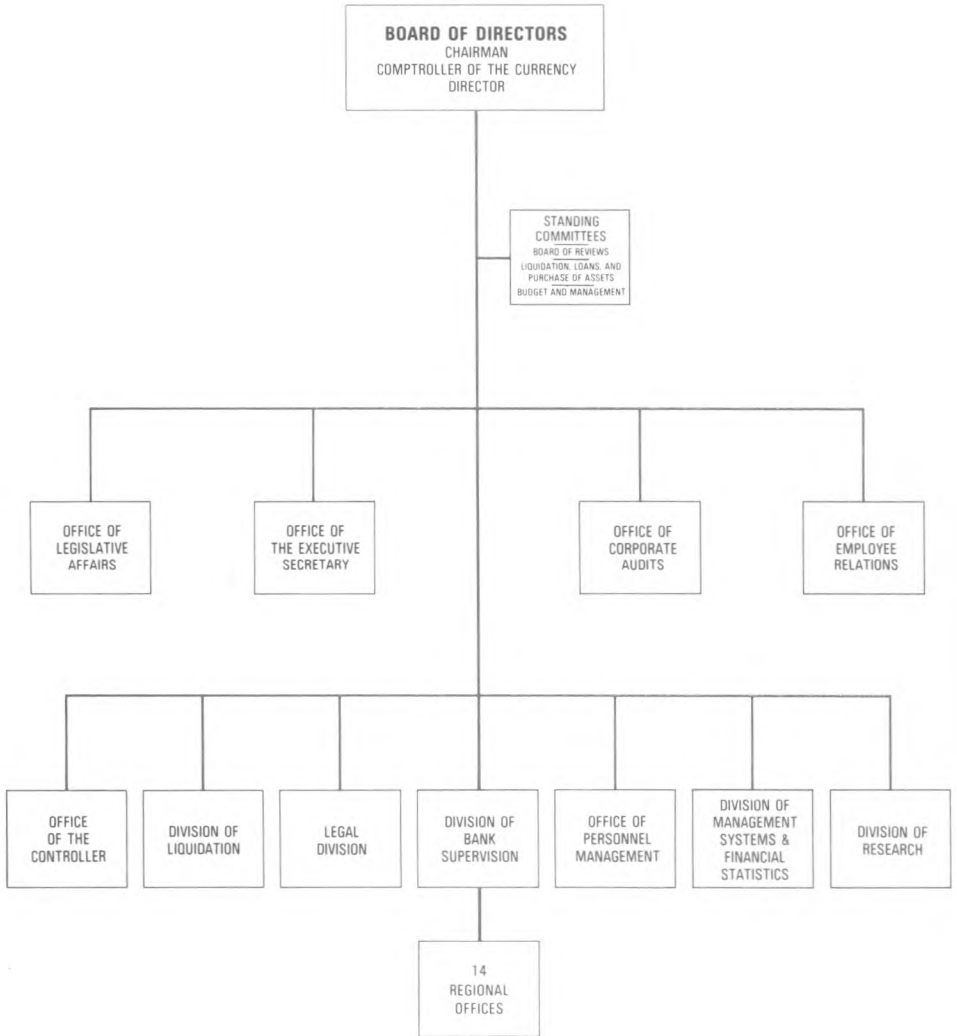 BOARD OF DIRECTORS
CHAIRMAN
COMPTROLLER OF THE CURRENCY
DIRECTOR
STANDING
COMMITTEES
BOARD OF REVIEWS
LIQUIDATION, LOANS, AND
PURCHASE OF ASSETS
BUDGET AND MANAGEMENT
OFFICE OF
LEGISLATIVE
AFFAIRS
OFFICE OF
THE EXECUTIVE
SECRETARY
OFFICE OF
CORPORATE
AUDITS
OFFICE OF
EMPLOYEE
RELATIONS
OFFICE
OF THE
CONTROLLER
DIVISION OF
LIQUIDATION
LEGAL
DIVISION
DIVISION OF
BANK
SUPERVISION
OFFICE OF
PERSONNEL
MANAGEMENT
DIVISION OF
MANAGEMENT
SYSTEMS &
FINANCIAL
STATISTICS
DIVISION OF
RESEARCH
14
REGIONAL
OFFICES